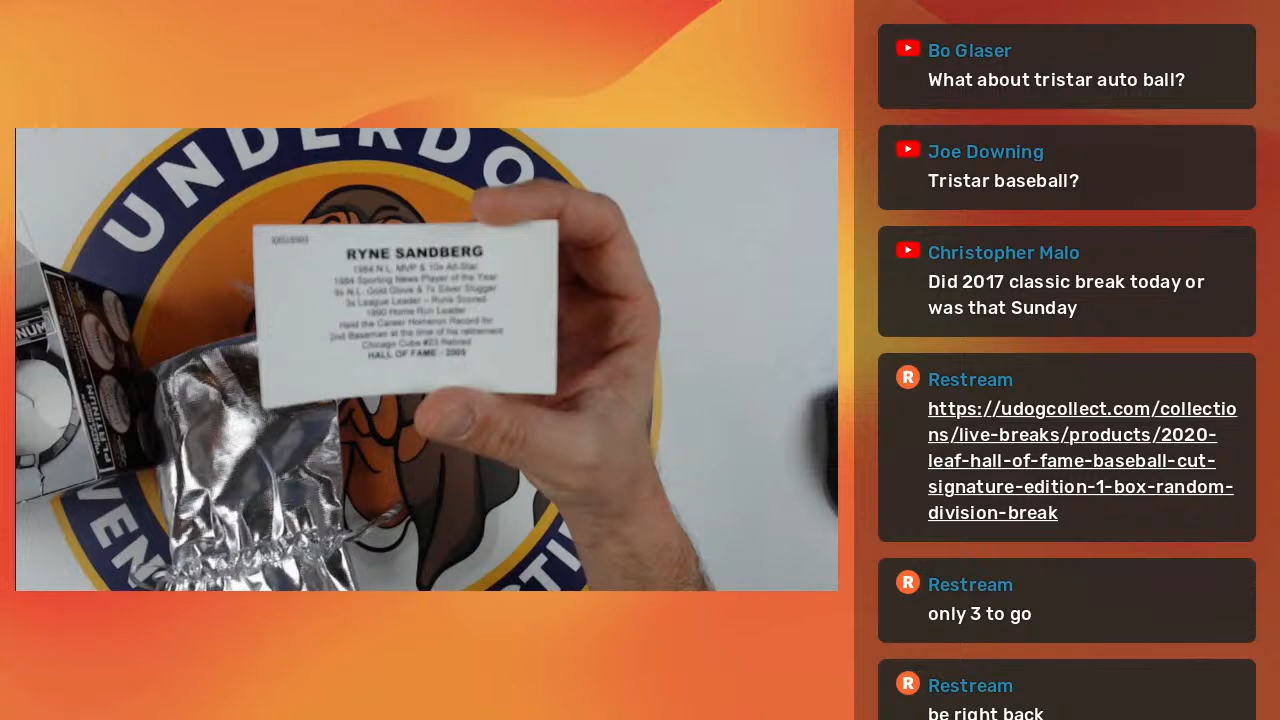 UNDERDO
RYNE SANDBERG
1984 N.L. MVP & 10x All-Star
1984 Sporting News Player of the Year
9x N.L. Gold Glove & 7x Silver Slugger
3x League Leader – Runs Scored
1990 Home Run Leader
Held the Career Homerun Record for
2nd Baseman at the time of his retirement
Chicago Cubs #23 Retired
HALL OF FAME - 2005
PLATINUM
Bo Glaser
What about tristar auto ball?
Joe Downing
Tristar baseball?
Christopher Malo
Did 2017 classic break today or
was that Sunday
Restream
https://udogcollect.com/collectio
ns/live-breaks/products/2020-
leaf-hall-of-fame-baseball-cut-
signature-edition-1-box-random-
division-break
Restream
only 3 to go
Restream
be right back